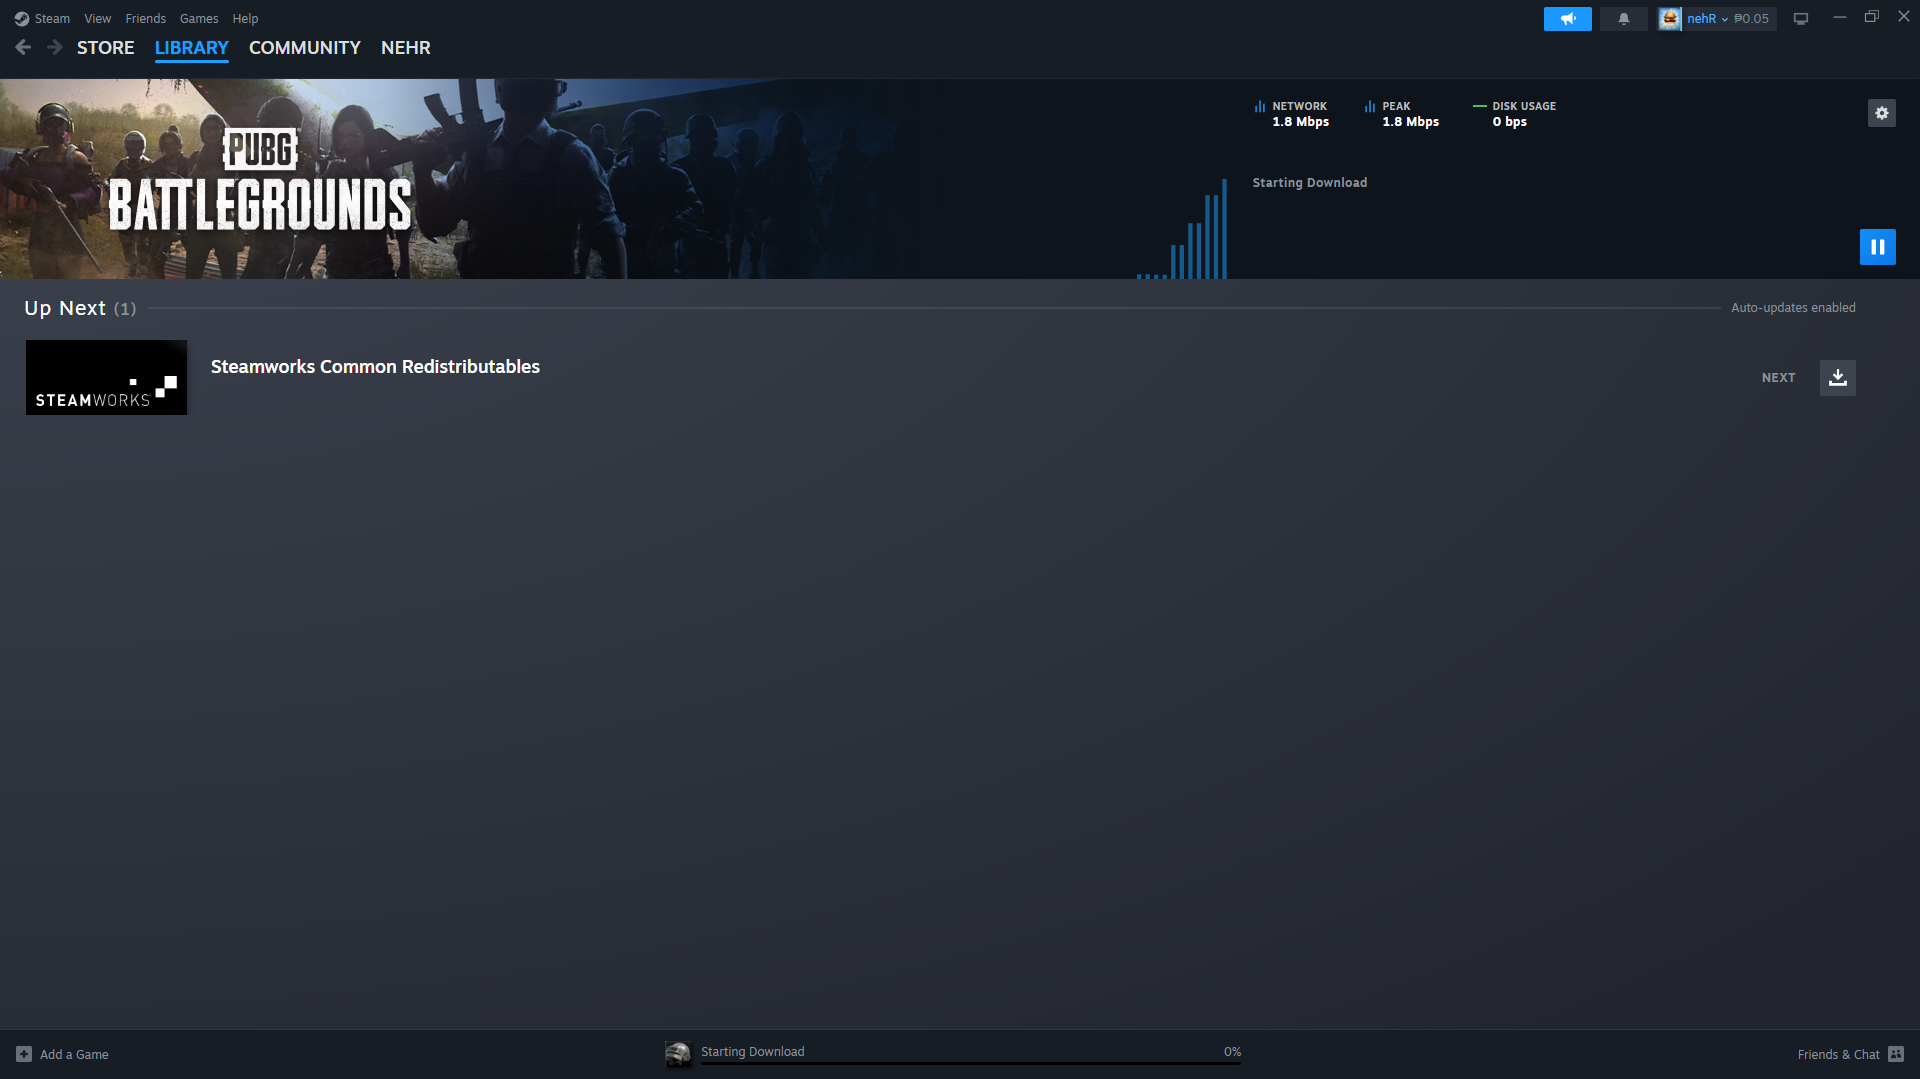 Steam View Friends Games Help
nehR ₱0.05
STORE LIBRARY COMMUNITY NEHR
PUBG
BATTLEGROUNDS
NETWORK PEAK DISK USAGE
1.8 Mbps 1.8 Mbps 0 bps
Starting Download
Up Next (1) Auto-updates enabled
STEAMWORKS
Steamworks Common Redistributables
NEXT
Add a Game
Starting Download 0%
Friends & Chat